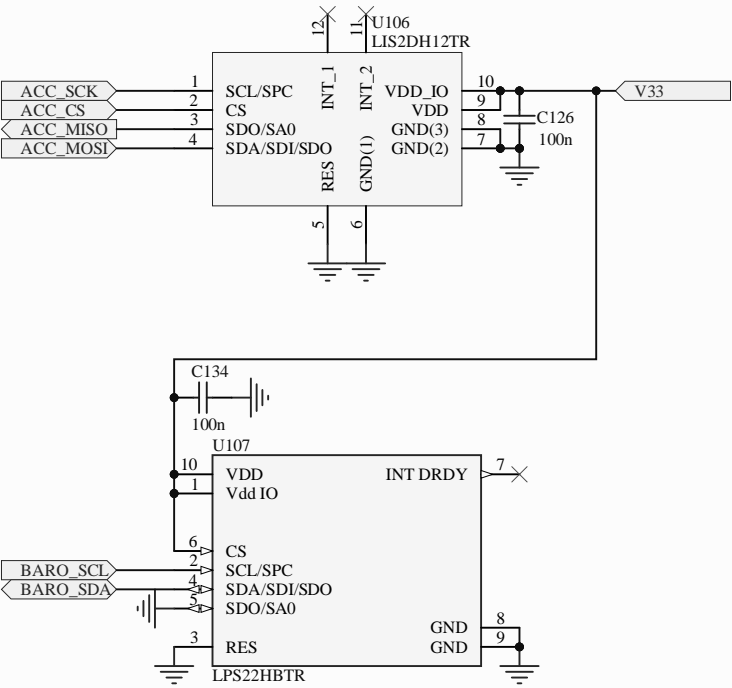 12
11
U106
LIS2DH12TR
ACC_SCK 1 SCL/SPC INT_1 INT_2 VDD_IO 10 V33
ACC_CS 2 CS VDD 9 C126
ACC_MISO 3 SDO/SA0 GND(3) 8 100n
ACC_MOSI 4 SDA/SDI/SDO GND(2) 7
RES GND(1)
5 6
C134
100n
U107
10 VDD INT DRDY 7
1 Vdd IO
6 CS
BARO_SCL 2 SCL/SPC
BARO_SDA 4 SDA/SDI/SDO
5 SDO/SA0
GND 8
3 RES GND 9
LPS22HBTR